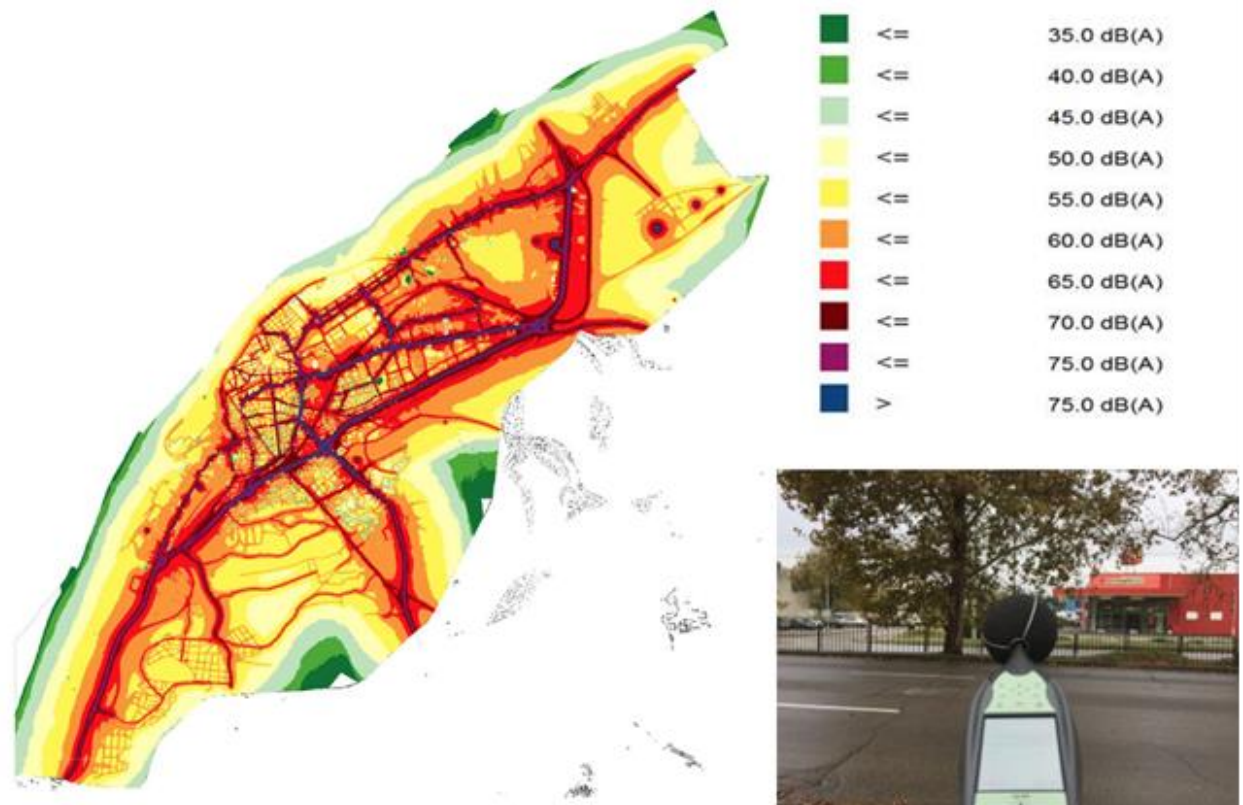 <= 35.0 dB(A)
<= 40.0 dB(A)
<= 45.0 dB(A)
<= 50.0 dB(A)
<= 55.0 dB(A)
<= 60.0 dB(A)
<= 65.0 dB(A)
<= 70.0 dB(A)
<= 75.0 dB(A)
> 75.0 dB(A)